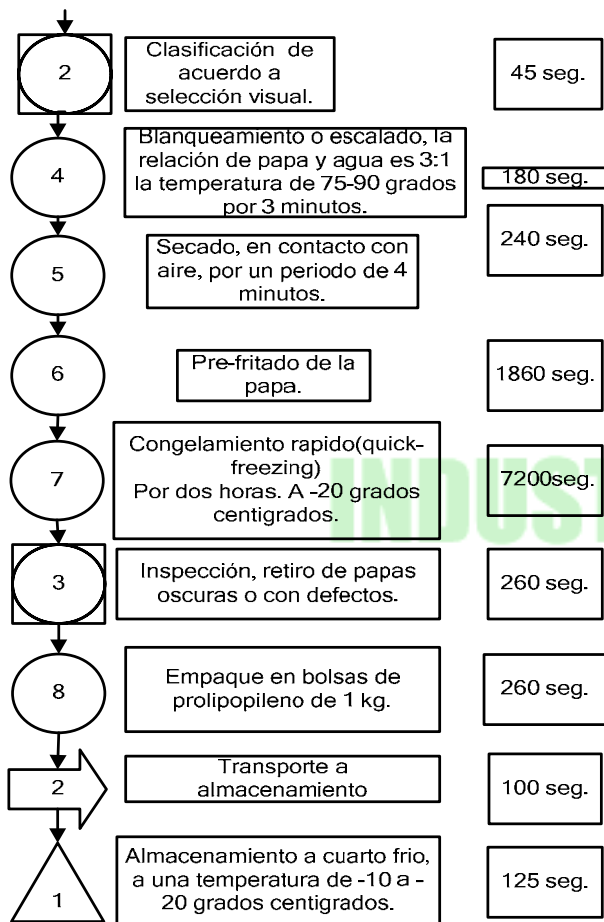 2
Clasificación de
acuerdo a
selección visual.
45 seg.
4
Blanqueamiento o escalado, la
relación de papa y agua es 3:1
la temperatura de 75-90 grados
por 3 minutos.
180 seg.
5
Secado, en contacto con
aire, por un periodo de 4
minutos.
240 seg.
6
Pre-fritado de la
papa.
1860 seg.
7
Congelamiento rapido(quick-
freezing)
Por dos horas. A -20 grados
centigrados.
7200seg.
INDUST
3
Inspección, retiro de papas
oscuras o con defectos.
260 seg.
8
Empaque en bolsas de
prolipopileno de 1 kg.
260 seg.
2
Transporte a
almacenamiento
100 seg.
1
Almacenamiento a cuarto frio,
a una temperatura de -10 a -
20 grados centigrados.
125 seg.